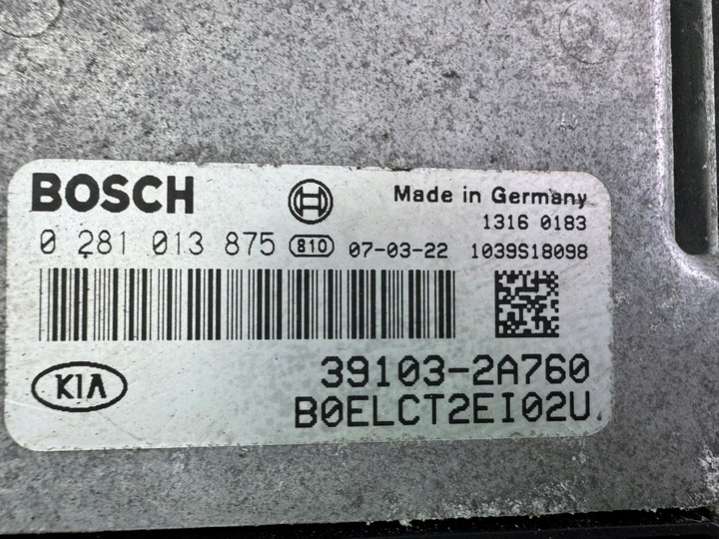 BOSCH
Made in Germany
1316 0183
0 281 013 875 810 07-03-22 1039S18098
39103-2A760
KIA
B0ELCT2EI02U